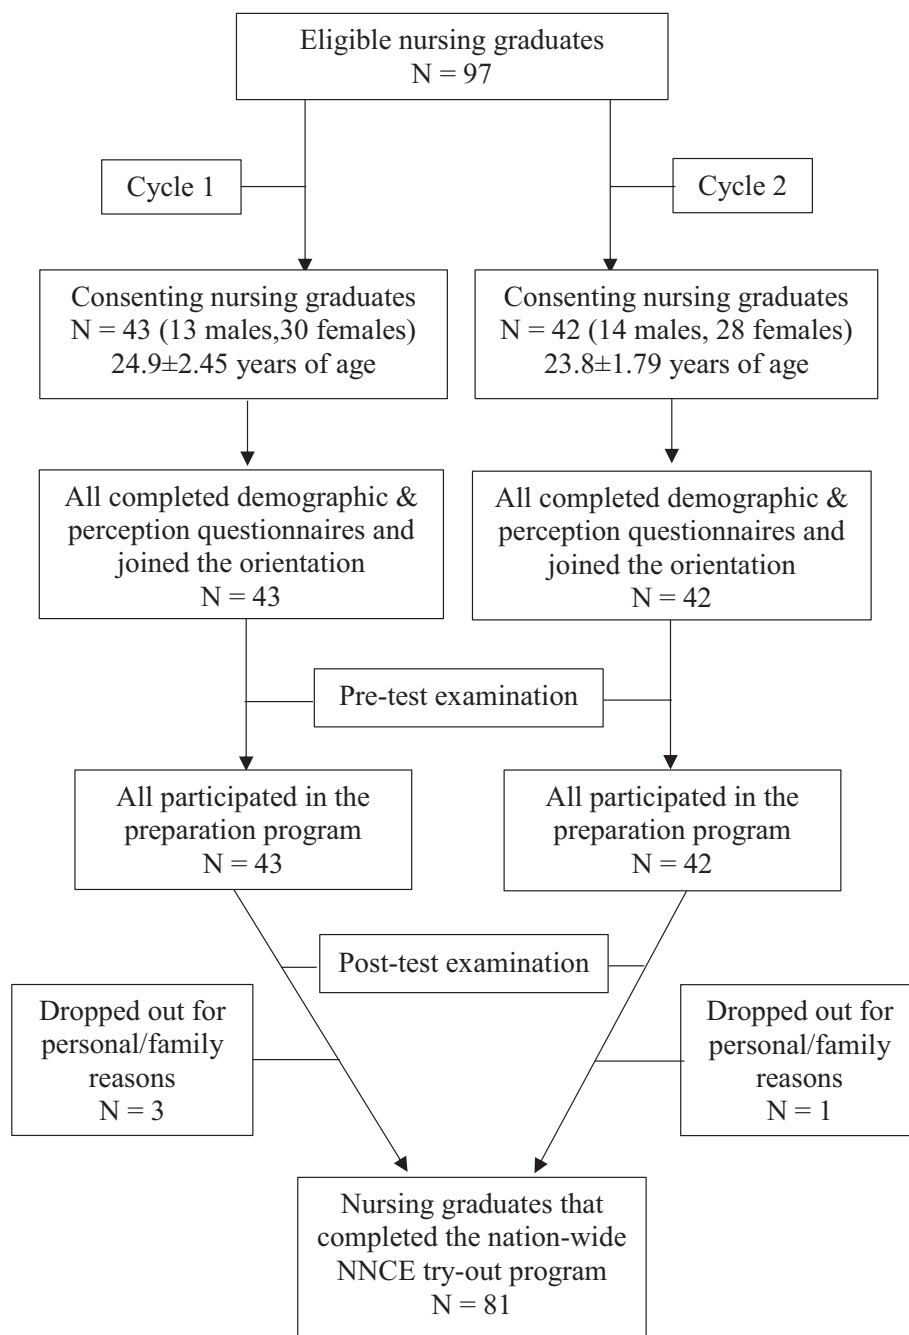 Eligible nursing graduates
N = 97
Cycle 1
Cycle 2
Consenting nursing graduates
N = 43 (13 males,30 females)
24.9±2.45 years of age
Consenting nursing graduates
N = 42 (14 males, 28 females)
23.8±1.79 years of age
All completed demographic &
perception questionnaires and
joined the orientation
N = 43
All completed demographic &
perception questionnaires and
joined the orientation
N = 42
Pre-test examination
All participated in the
preparation program
N = 43
All participated in the
preparation program
N = 42
Post-test examination
Dropped out for
personal/family
reasons
N = 3
Dropped out for
personal/family
reasons
N = 1
Nursing graduates that
completed the nation-wide
NNCE try-out program
N = 81